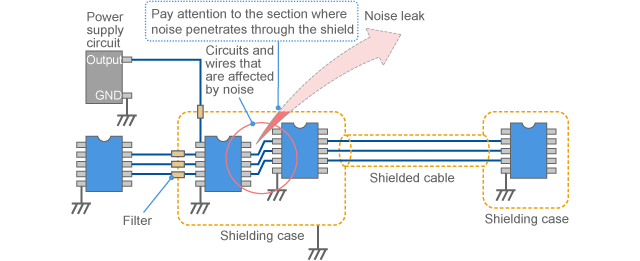 Power
supply
circuit
Output
GND
Pay attention to the section where
noise penetrates through the shield
Noise leak
Circuits and
wires that
are affected
by noise
Filter
Shielding case
Shielded cable
Shielding case